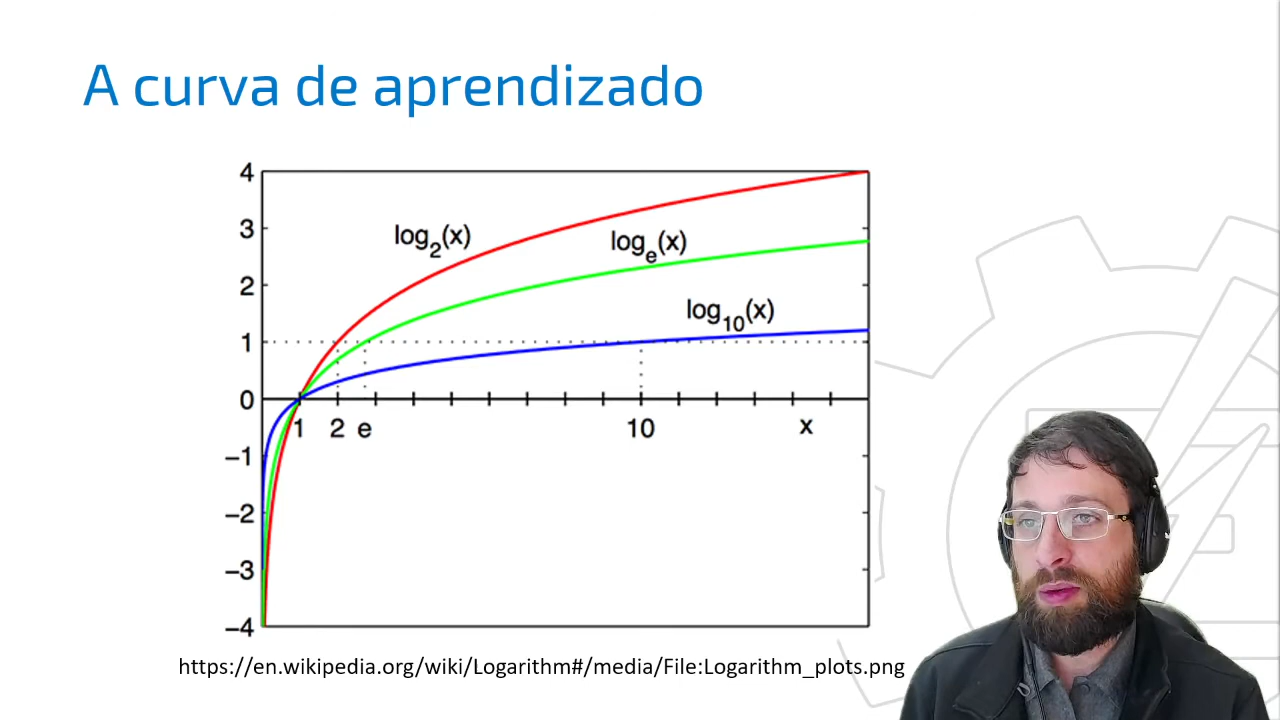 A curva de aprendizado
4
3
2
1
0
−1
−2
−3
−4
log2(x)
loge(x)
log10(x)
1 2 e 10 x
https://en.wikipedia.org/wiki/Logarithm#/media/File:Logarithm_plots.png